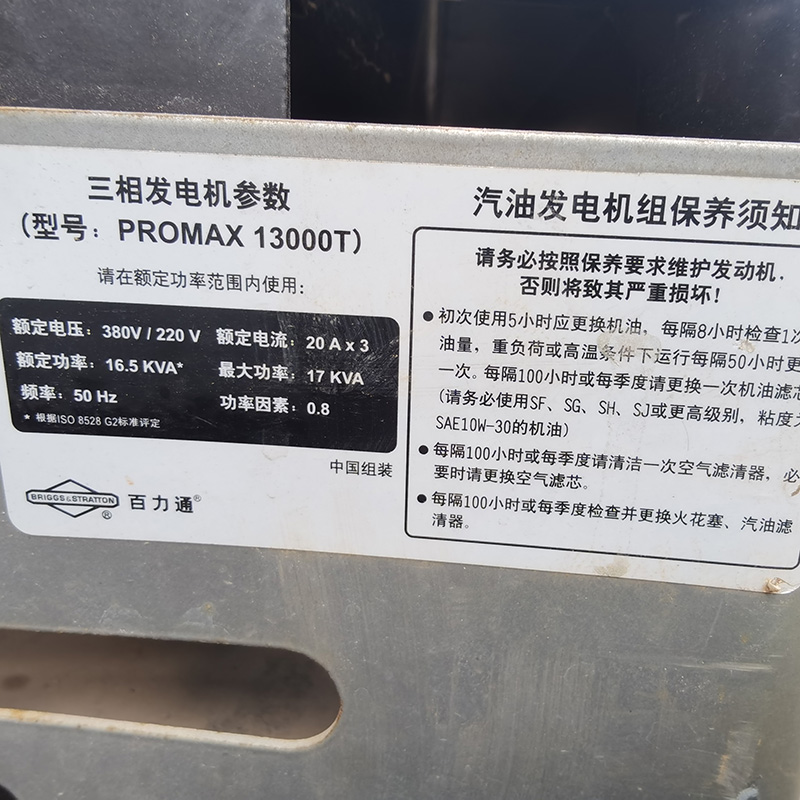 三相发电机参数
（型号：PROMAX 13000T）
请在额定功率范围内使用：
额定电压：380V / 220 V 额定电流：20 A x 3
额定功率：16.5 KVA* 最大功率：17 KVA
频率：50 Hz 功率因素：0.8
* 根据ISO 8528 G2标准评定
中国组装
BRIGGS&STRATTON® 百力通®
汽油发电机组保养须知
请务必按照保养要求维护发动机，
否则将致其严重损坏！
●初次使用5小时应更换机油，每隔8小时检查1次
油量，重负荷或高温条件下运行每隔50小时更
一次。每隔100小时或每季度请更换一次机油滤芯
(请务必使用SF、SG、SH、SJ或更高级别，粘度为
SAE10W-30的机油)
●每隔100小时或每季度请清洁一次空气滤清器，必
要时请更换空气滤芯。
●每隔100小时或每季度检查并更换火花塞、汽油滤
清器。